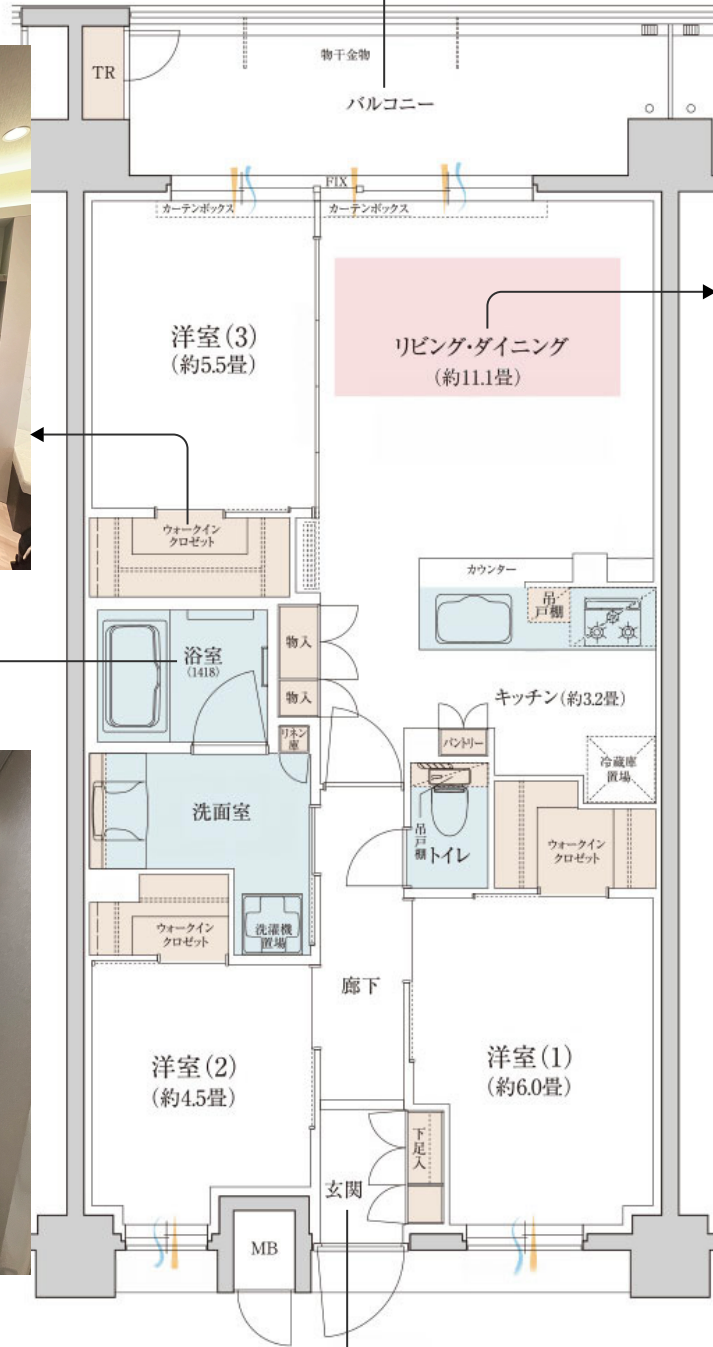 物干金物
TR
バルコニー
FIX
カーテンボックス
カーテンボックス
洋室(3)
(約5.5畳)
リビング・ダイニング
(約11.1畳)
ウォークイン
クロゼット
カウンター
吊
戸棚
物入
浴室
(1418)
物入
キッチン(約3.2畳)
リネン
庫
パントリー
冷蔵庫
置場
洗面室
吊戸棚
トイレ
ウォークイン
クロゼット
ウォークイン
クロゼット
洗濯機
置場
廊下
洋室(2)
(約4.5畳)
洋室(1)
(約6.0畳)
下足入
玄関
MB